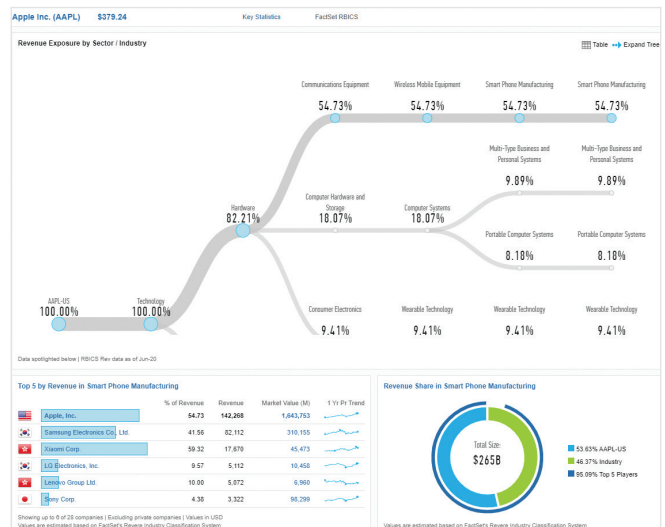 Apple Inc. (AAPL) $379.24 Key Statistics FactSet RBICS
Revenue Exposure by Sector / Industry Table Expand Tree
Communications Equipment Wireless Mobile Equipment Smart Phone Manufacturing Smart Phone Manufacturing
54.73% 54.73% 54.73% 54.73%
Multi-Type Business and Multi-Type Business and
Personal Systems Personal Systems
9.89% 9.89%
Computer Hardware and
Storage Computer Systems
Hardware
82.21% 18.07% 18.07%
Portable Computer Systems Portable Computer Systems
8.18% 8.18%
AAPL-US Technology Consumer Electronics Wearable Technology Wearable Technology Wearable Technology
100.00% 100.00%
9.41% 9.41% 9.41% 9.41%
Data spotlighted below | RBICS Rev data as of Jun-20
Top 5 by Revenue in Smart Phone Manufacturing
% of Revenue Revenue Market Value (M) 1 Yr Pr Trend
Apple, Inc. 54.73 142,268 1,643,753
Samsung Electronics Co., Ltd. 41.56 82,112 310,155
Xiaomi Corp. 59.32 17,670 45,473
LG Electronics, Inc. 9.57 5,112 10,458
Lenovo Group Ltd. 10.00 5,072 6,960
Sony Corp. 4.38 3,322 98,299
Showing up to 6 of 28 companies | Excluding private companies | Values in USD
Values are estimated based on FactSet's Revere Industry Classification System
Revenue Share in Smart Phone Manufacturing
Total Size:
$265B
53.63% AAPL-US
46.37% Industry
95.09% Top 5 Players
Values are estimated based on FactSet's Revere Industry Classification System